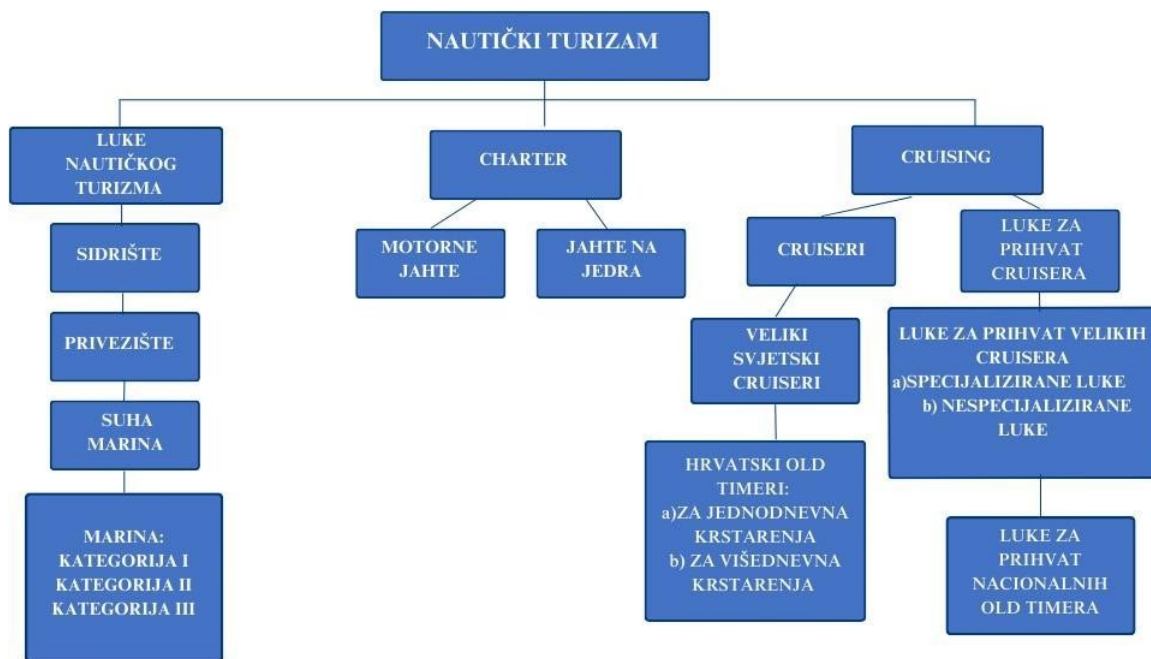 NAUTIČKI TURIZAM
LUKE
NAUTIČKOG
TURIZMA
SIDRIŠTE
PRIVEZIŠTE
SUHA
MARINA
MARINA:
KATEGORIJA I
KATEGORIJA II
KATEGORIJA III
CHARTER
MOTORNE
JAHTE
JAHTE NA
JEDRA
CRUISING
CRUISERI
VELIKI
SVJETSKI
CRUISERI
HRVATSKI OLD
TIMERI:
a)ZA JEDNODNEVNA
KRSTARENJA
b) ZA VIŠEDNEVNA
KRSTARENJA
LUKE ZA
PRIHVAT
CRUISERA
LUKE ZA PRIHVAT VELIKIH
CRUISERA
a)SPECIJALIZIRANE LUKE
b) NESPECIJALIZIRANE
LUKE
LUKE ZA
PRIHVAT
NACIONALNIH
OLD TIMERA